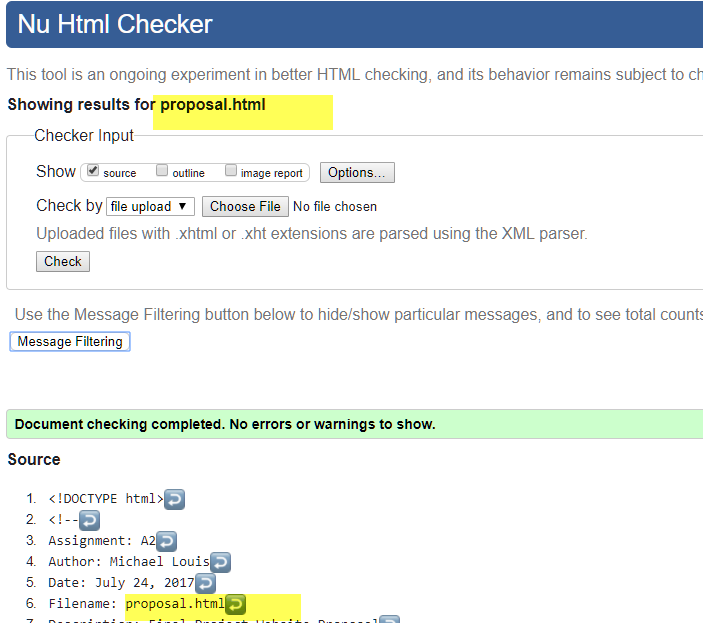 Nu Html Checker
This tool is an ongoing experiment in better HTML checking, and its behavior remains subject to ch
Showing results for proposal.html
Checker Input
Show source outline image report Options...
Check by file upload ▼ Choose File No file chosen
Uploaded files with .xhtml or .xht extensions are parsed using the XML parser.
Check
Use the Message Filtering button below to hide/show particular messages, and to see total counts
Message Filtering
Document checking completed. No errors or warnings to show.
Source
1. <!DOCTYPE html>↩
2. <!--↩
3. Assignment: A2↩
4. Author: Michael Louis↩
5. Date: July 24, 2017↩
6. Filename: proposal.html↩
7. Description: Final Project Website Proposal↩